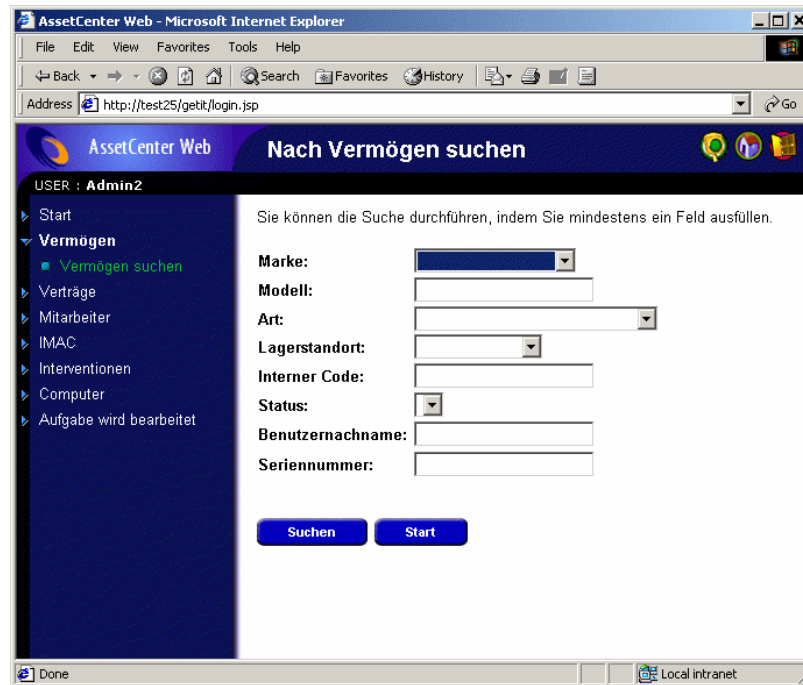 AssetCenter Web - Microsoft Internet Explorer
File Edit View Favorites Tools Help
Back Search Favorites History
Address http://test25/getit/login.jsp Go
AssetCenter Web
Nach Vermögen suchen
USER : Admin2
Start
Vermögen
Vermögen suchen
Verträge
Mitarbeiter
IMAC
Interventionen
Computer
Aufgabe wird bearbeitet
Sie können die Suche durchführen, indem Sie mindestens ein Feld ausfüllen.
Marke:
Modell:
Art:
Lagerstandort:
Interner Code:
Status:
Benutzernachname:
Seriennummer:
Suchen Start
Done Local intranet